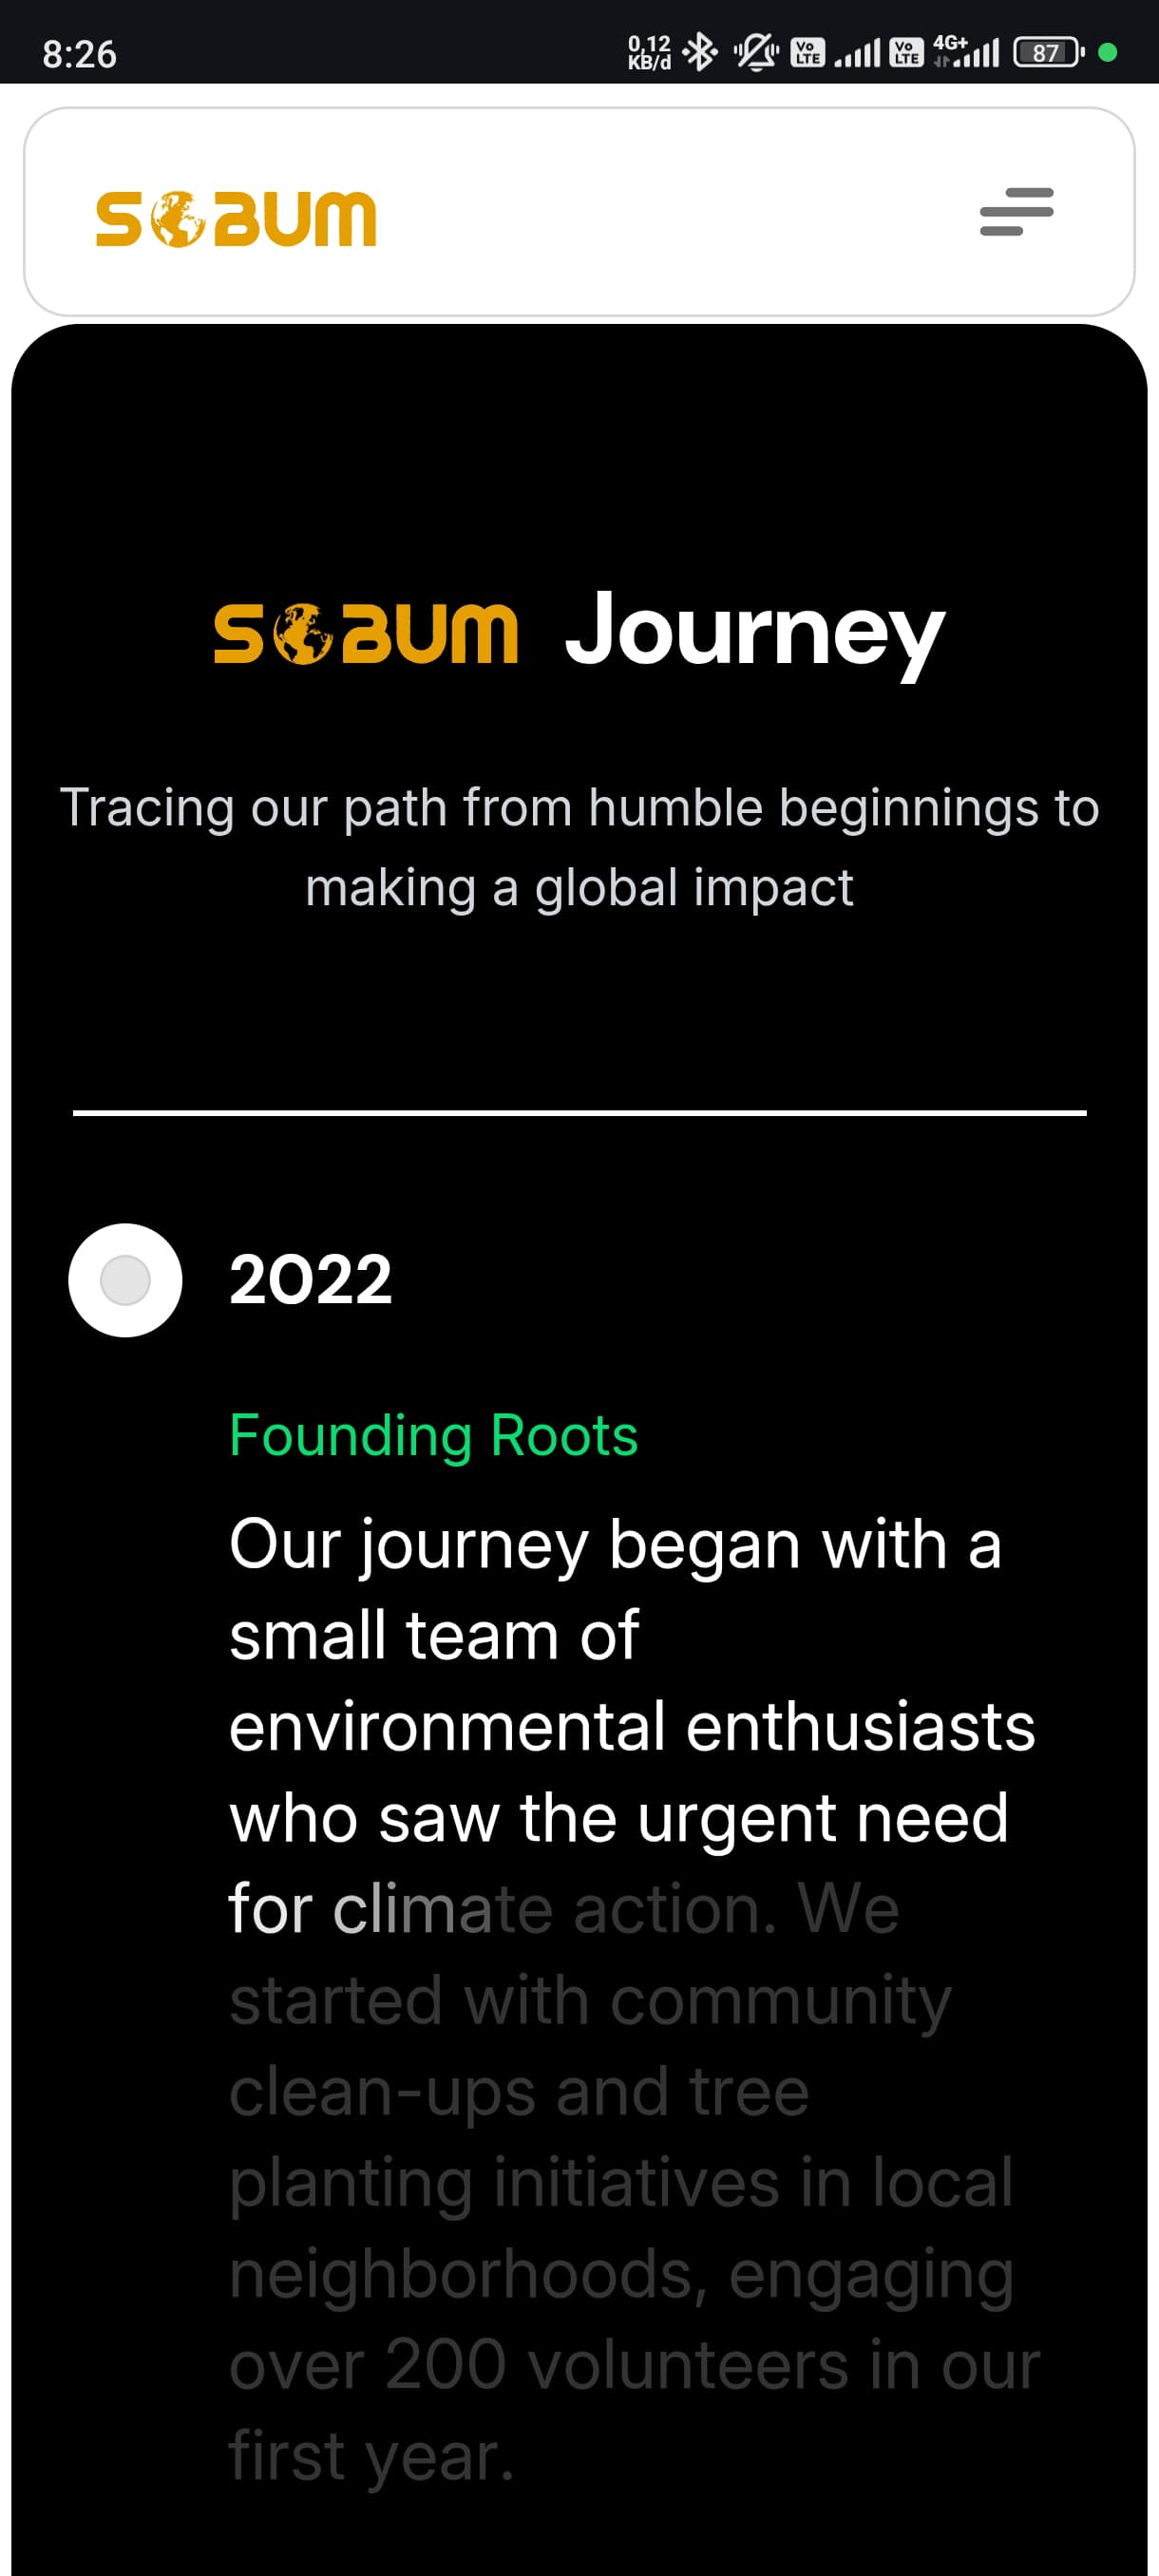 8:26
0,12
KB/d
Vo
LTE
Vo
LTE
4G+
87
SOBUM
SOBUM Journey
Tracing our path from humble beginnings to
making a global impact
2022
Founding Roots
Our journey began with a
small team of
environmental enthusiasts
who saw the urgent need
for climate action. We
started with community
clean-ups and tree
planting initiatives in local
neighborhoods, engaging
over 200 volunteers in our
first year.